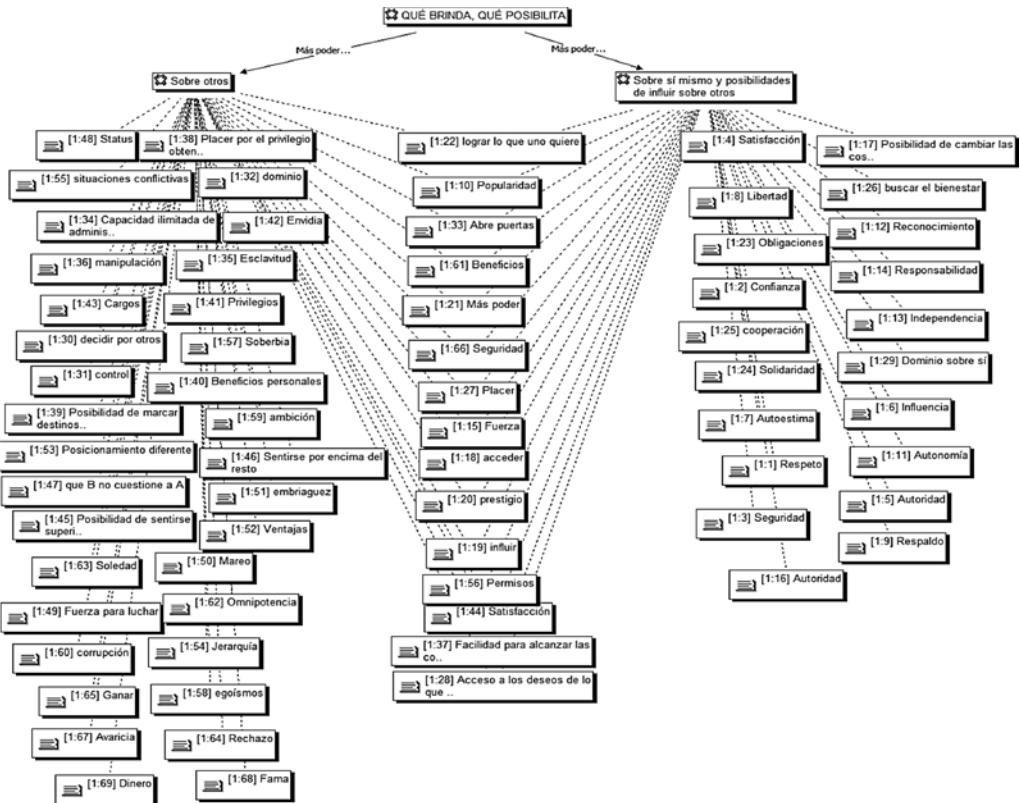 QUÉ BRINDA, QUÉ POSIBILITA
Más poder...
Más poder...
Sobre otros
Sobre sí mismo y posibilidades
de influir sobre otros
[1:48] Status
[1:38] Placer por el privilegio
obten..
[1:55] situaciones conflictivas
[1:32] dominio
[1:34] Capacidad ilimitada de
adminis..
[1:42] Envidia
[1:36] manipulación
[1:35] Esclavitud
[1:43] Cargos
[1:41] Privilegios
[1:30] decidir por otros
[1:57] Soberbia
[1:31] control
[1:40] Beneficios personales
[1:39] Posibilidad de marcar
destinos..
[1:59] ambición
[1:53] Posicionamiento diferente
[1:46] Sentirse por encima del
resto
[1:47] que B no cuestione a A
[1:51] embriaguez
[1:45] Posibilidad de sentirse
superi..
[1:52] Ventajas
[1:63] Soledad
[1:50] Mareo
[1:49] Fuerza para luchar
[1:62] Omnipotencia
[1:60] corrupción
[1:54] Jerarquía
[1:65] Ganar
[1:58] egoísmos
[1:67] Avaricia
[1:64] Rechazo
[1:69] Dinero
[1:68] Fama
[1:22] lograr lo que uno quiere
[1:10] Popularidad
[1:33] Abre puertas
[1:61] Beneficios
[1:21] Más poder
[1:66] Seguridad
[1:27] Placer
[1:15] Fuerza
[1:18] acceder
[1:20] prestigio
[1:19] influir
[1:56] Permisos
[1:44] Satisfacción
[1:37] Facilidad para alcanzar las
co..
[1:28] Acceso a los deseos de lo
que ..
[1:4] Satisfacción
[1:17] Posibilidad de cambiar las
cos..
[1:8] Libertad
[1:26] buscar el bienestar
[1:23] Obligaciones
[1:12] Reconocimiento
[1:2] Confianza
[1:14] Responsabilidad
[1:25] cooperación
[1:13] Independencia
[1:24] Solidaridad
[1:29] Dominio sobre sí
[1:7] Autoestima
[1:6] Influencia
[1:1] Respeto
[1:11] Autonomía
[1:3] Seguridad
[1:5] Autoridad
[1:9] Respaldo
[1:16] Autoridad